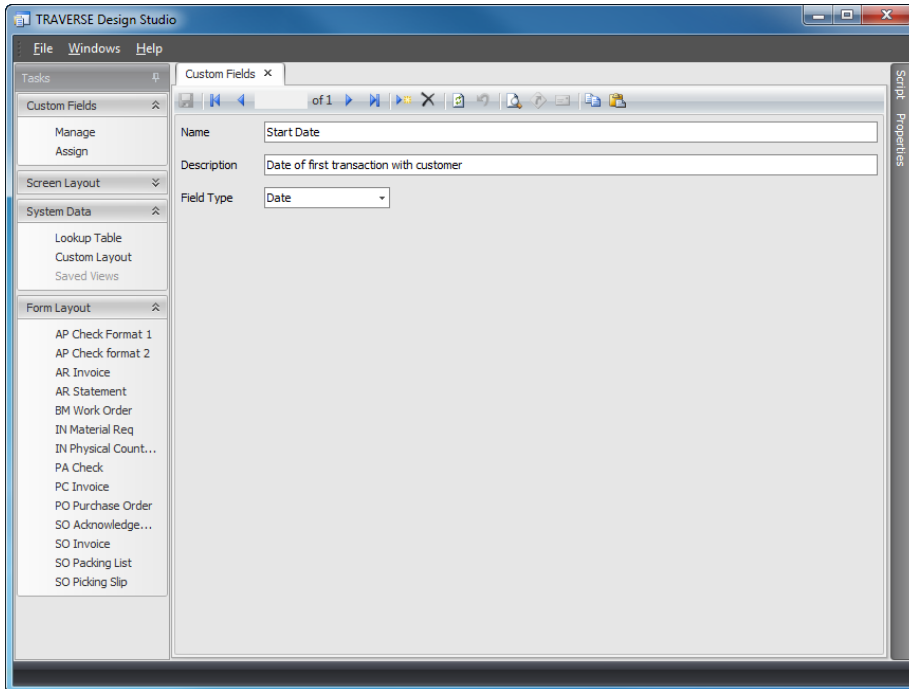 TRAVERSE Design Studio
File Windows Help
Tasks
Custom Fields
Manage
Assign
Screen Layout
System Data
Lookup Table
Custom Layout
Saved Views
Form Layout
AP Check Format 1
AP Check format 2
AR Invoice
AR Statement
BM Work Order
IN Material Req
IN Physical Count...
PA Check
PC Invoice
PO Purchase Order
SO Acknowledge...
SO Invoice
SO Packing List
SO Picking Slip
Custom Fields
of 1
Name Start Date
Description Date of first transaction with customer
Field Type Date
Script
Properties